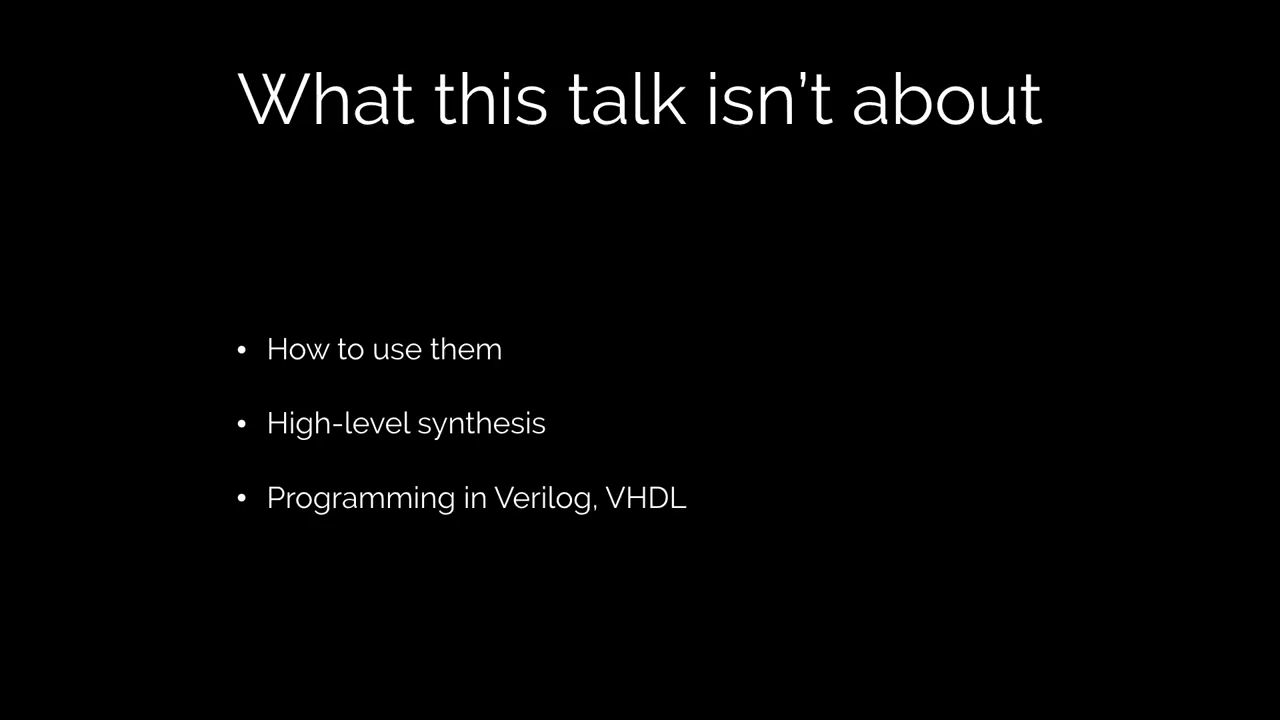 What this talk isn’t about
• How to use them
• High-level synthesis
• Programming in Verilog, VHDL